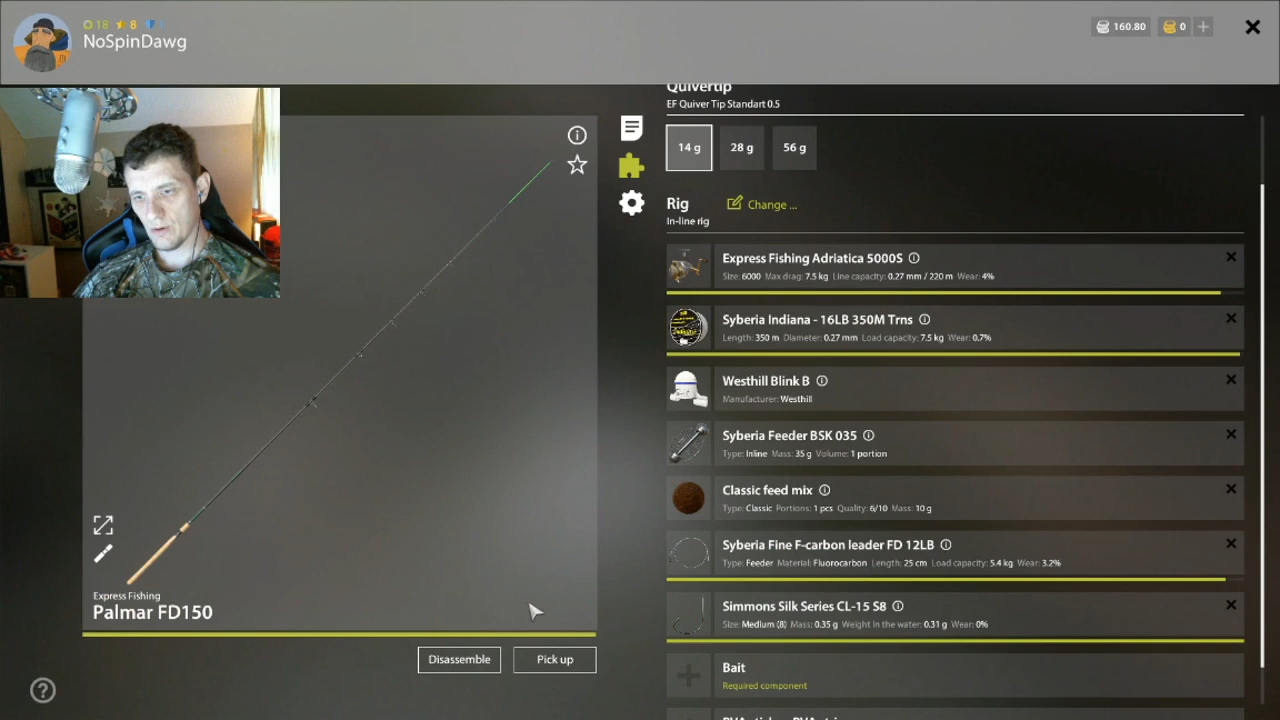 18 8 1
NoSpinDawg
160.80
0 +
Quivertip
EF Quiver Tip Standart 0.5
14 g
28 g
56 g
Rig
Change ...
In-line rig
Express Fishing Adriatica 5000S
Size: 6000 Max drag: 7.5 kg Line capacity: 0.27 mm / 220 m Wear: 4%
Syberia Indiana - 16LB 350M Trns
Length: 350 m Diameter: 0.27 mm Load capacity: 7.5 kg Wear: 0.7%
Westhill Blink B
Manufacturer: Westhill
Syberia Feeder BSK 035
Type: Inline Mass: 35 g Volume: 1 portion
Classic feed mix
Type: Classic Portions: 1 pcs Quality: 6/10 Mass: 10 g
Syberia Fine F-carbon leader FD 12LB
Type: Feeder Material: Fluorocarbon Length: 25 cm Load capacity: 5.4 kg Wear: 3.2%
Simmons Silk Series CL-15 S8
Size: Medium (8) Mass: 0.35 g Weight in the water: 0.31 g Wear: 0%
Bait
Required component
Express Fishing
Palmar FD150
Disassemble
Pick up
?